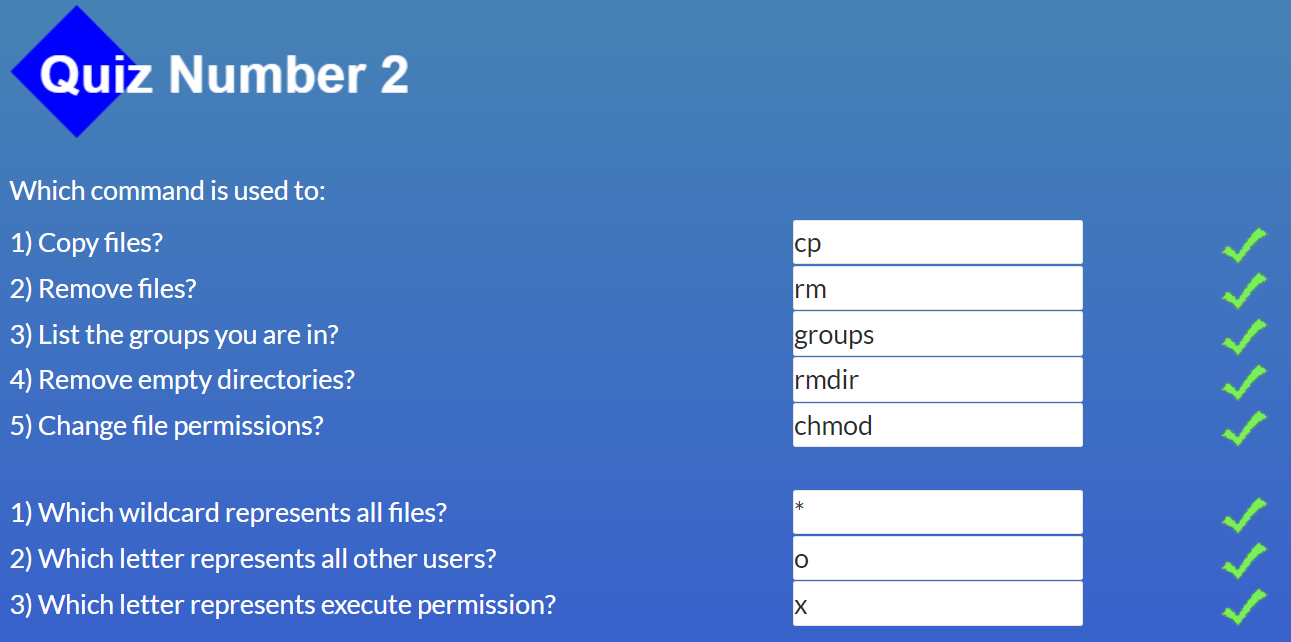 Quiz Number 2
Which command is used to:
1) Copy files? cp
2) Remove files? rm
3) List the groups you are in? groups
4) Remove empty directories? rmdir
5) Change file permissions? chmod
1) Which wildcard represents all files? *
2) Which letter represents all other users? o
3) Which letter represents execute permission? x